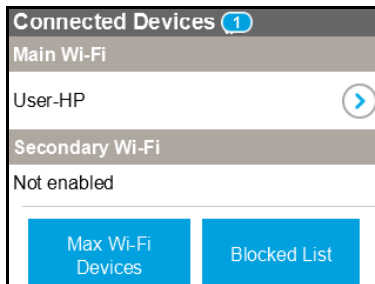 Connected Devices 1
Main Wi-Fi
User-HP
Secondary Wi-Fi
Not enabled
Max Wi-Fi
Devices
Blocked List